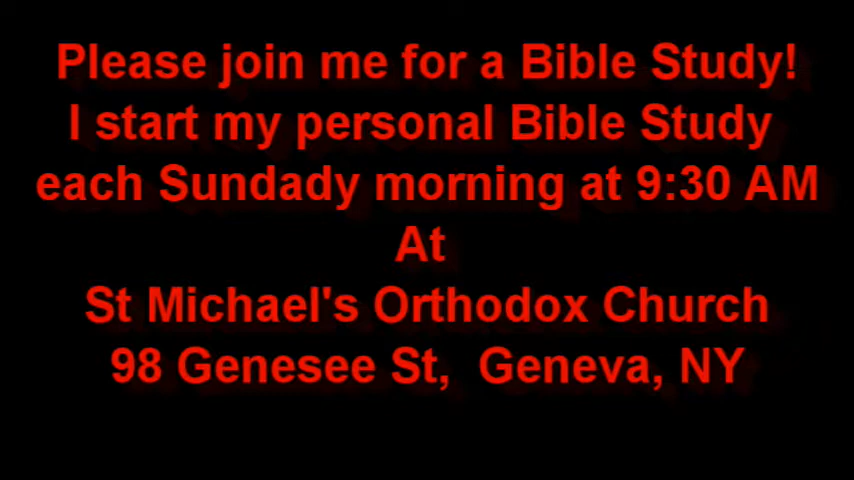 Please join me for a Bible Study!
I start my personal Bible Study
each Sundady morning at 9:30 AM
At
St Michael's Orthodox Church
98 Genesee St, Geneva, NY